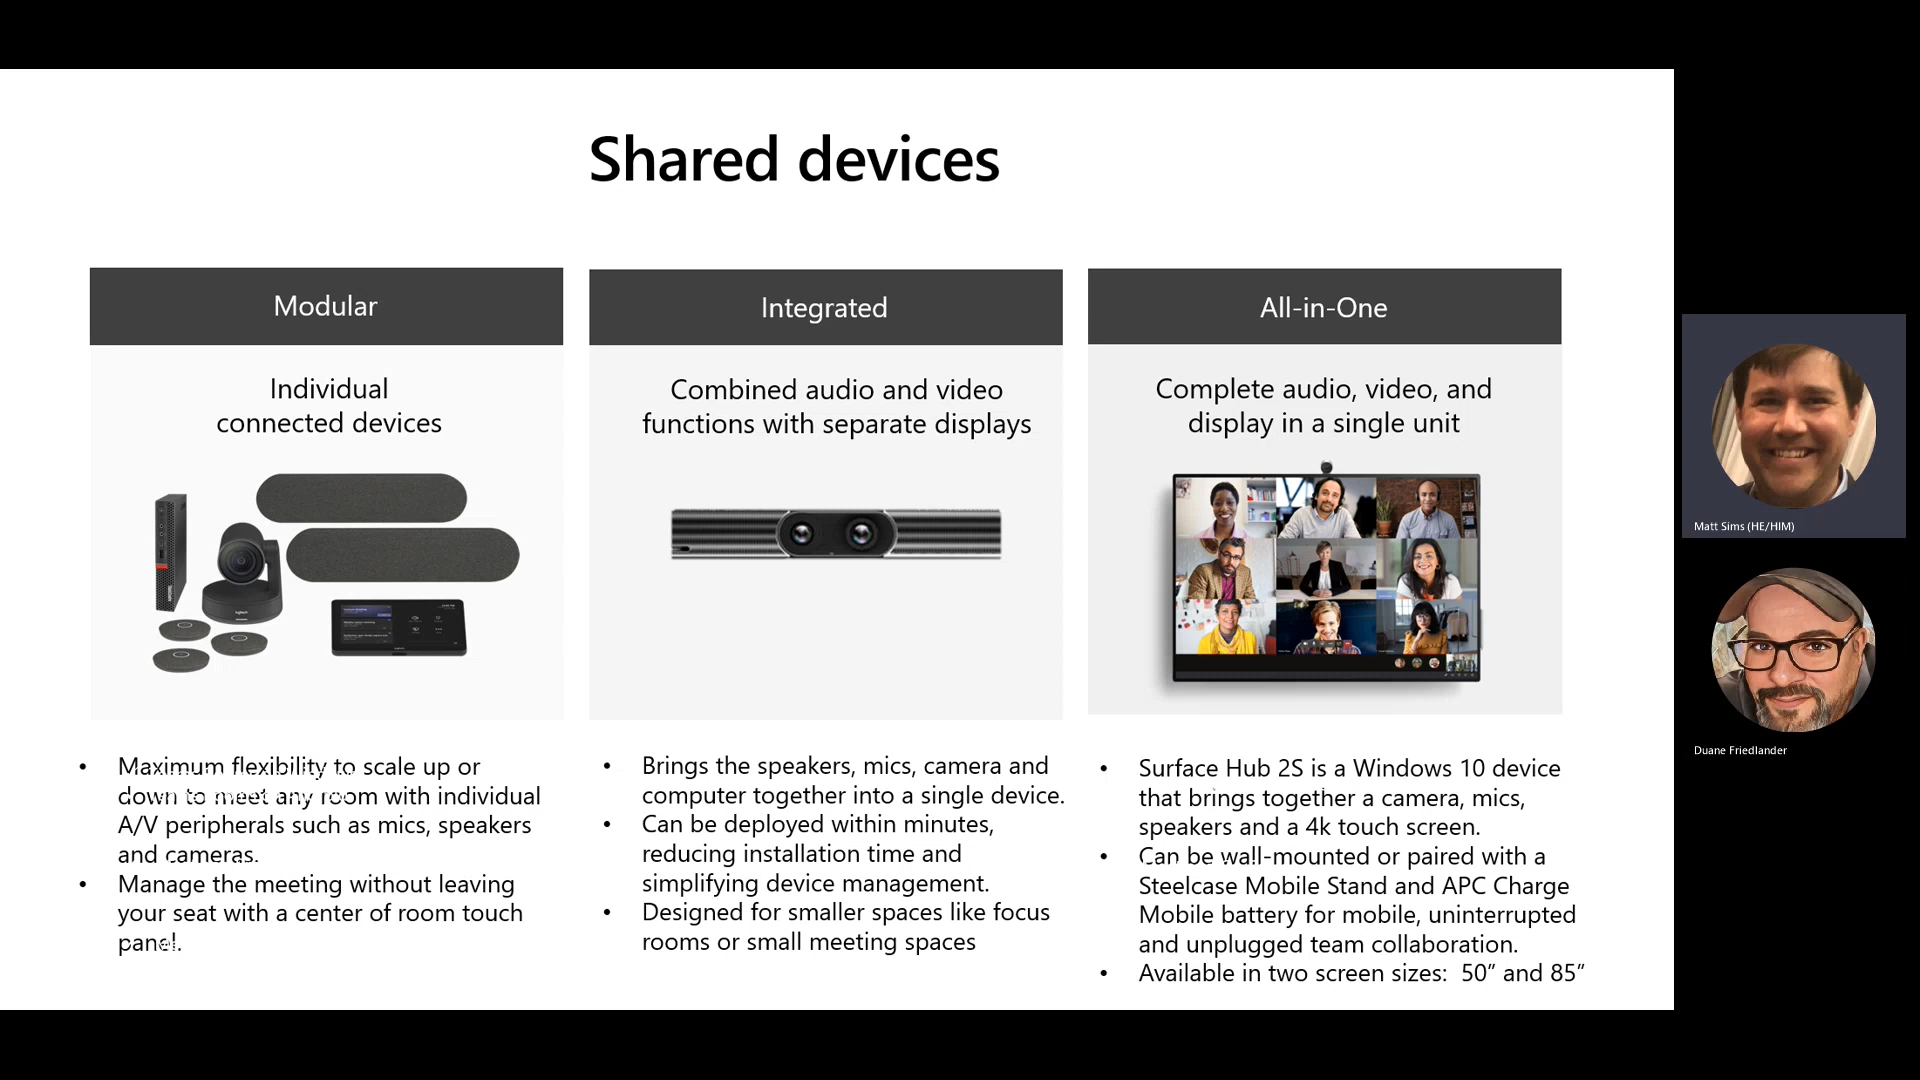 Shared devices
Modular
Individual
connected devices
• Maximum flexibility to scale up or
down to meet any room with individual
A/V peripherals such as mics, speakers
and cameras.
• Manage the meeting without leaving
your seat with a center of room touch
panel.
Integrated
Combined audio and video
functions with separate displays
• Brings the speakers, mics, camera and
computer together into a single device.
• Can be deployed within minutes,
reducing installation time and
simplifying device management.
• Designed for smaller spaces like focus
rooms or small meeting spaces
All-in-One
Complete audio, video, and
display in a single unit
• Surface Hub 2S is a Windows 10 device
that brings together a camera, mics,
speakers and a 4k touch screen.
• Can be wall-mounted or paired with a
Steelcase Mobile Stand and APC Charge
Mobile battery for mobile, uninterrupted
and unplugged team collaboration.
• Available in two screen sizes:  50” and 85”
Matt Sims (HE/HIM)
Duane Friedlander